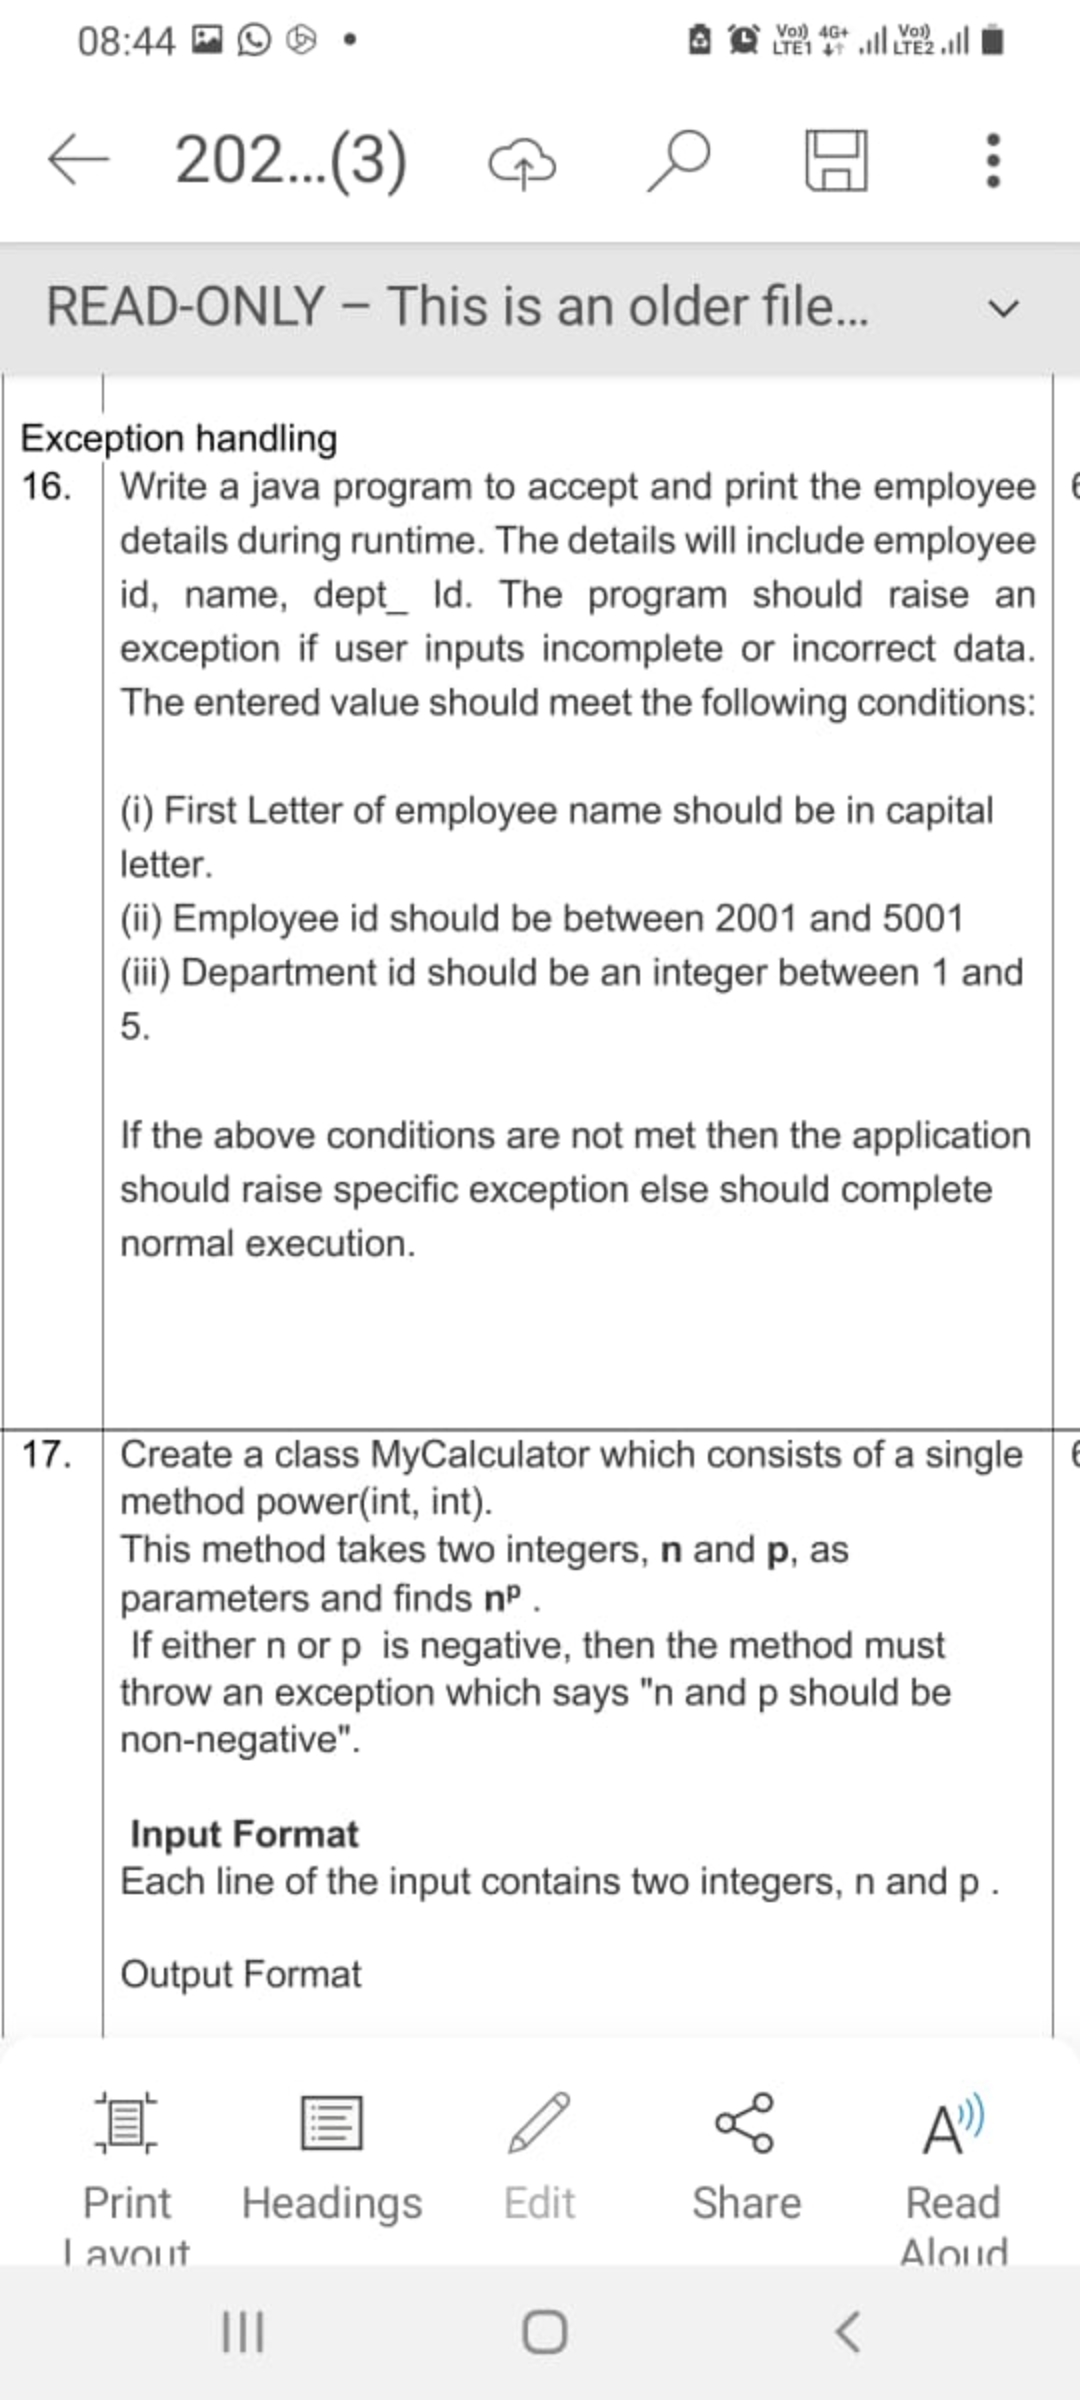 08:44
Vo)) LTE1 4G+ Vo)) LTE2
202...(3)
READ-ONLY – This is an older file...
Exception handling
16. Write a java program to accept and print the employee
details during runtime. The details will include employee
id, name, dept_ Id. The program should raise an
exception if user inputs incomplete or incorrect data.
The entered value should meet the following conditions:
(i) First Letter of employee name should be in capital
letter.
(ii) Employee id should be between 2001 and 5001
(iii) Department id should be an integer between 1 and
5.
If the above conditions are not met then the application
should raise specific exception else should complete
normal execution.
17. Create a class MyCalculator which consists of a single
method power(int, int).
This method takes two integers, n and p, as
parameters and finds nᵖ .
If either n or p is negative, then the method must
throw an exception which says "n and p should be
non-negative".
Input Format
Each line of the input contains two integers, n and p .
Output Format
Print Layout
Headings
Edit
Share
Read Aloud